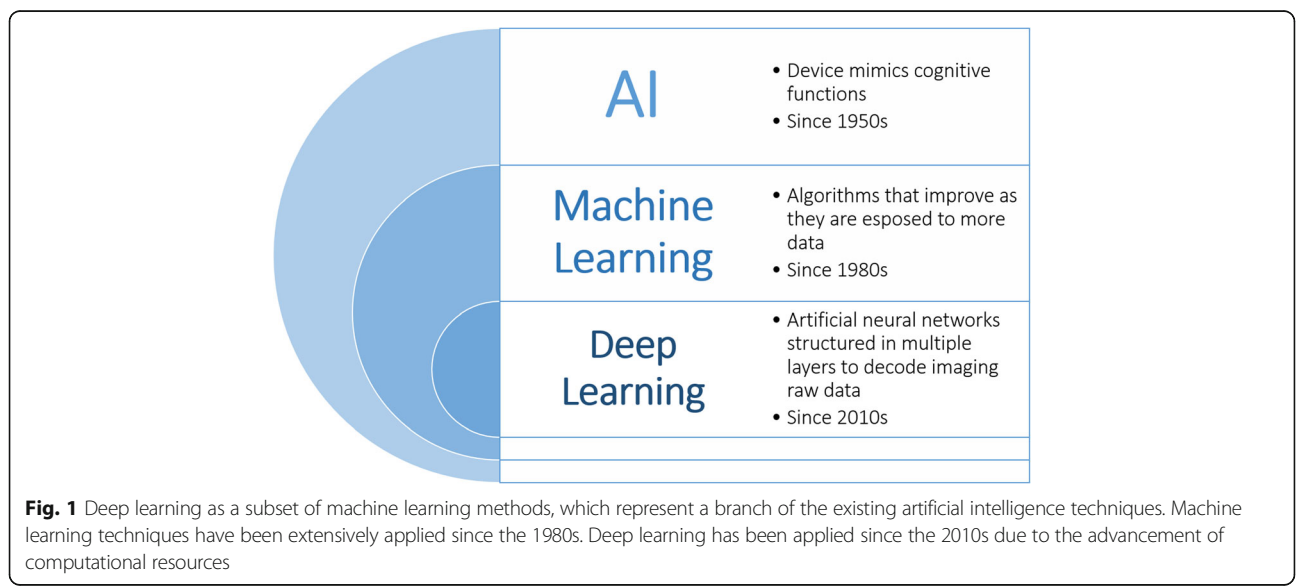 AI
• Device mimics cognitive
functions
• Since 1950s
Machine
Learning
• Algorithms that improve as
they are esposed to more
data
• Since 1980s
Deep
Learning
• Artificial neural networks
structured in multiple
layers to decode imaging
raw data
• Since 2010s
Fig. 1 Deep learning as a subset of machine learning methods, which represent a branch of the existing artificial intelligence techniques. Machine
learning techniques have been extensively applied since the 1980s. Deep learning has been applied since the 2010s due to the advancement of
computational resources